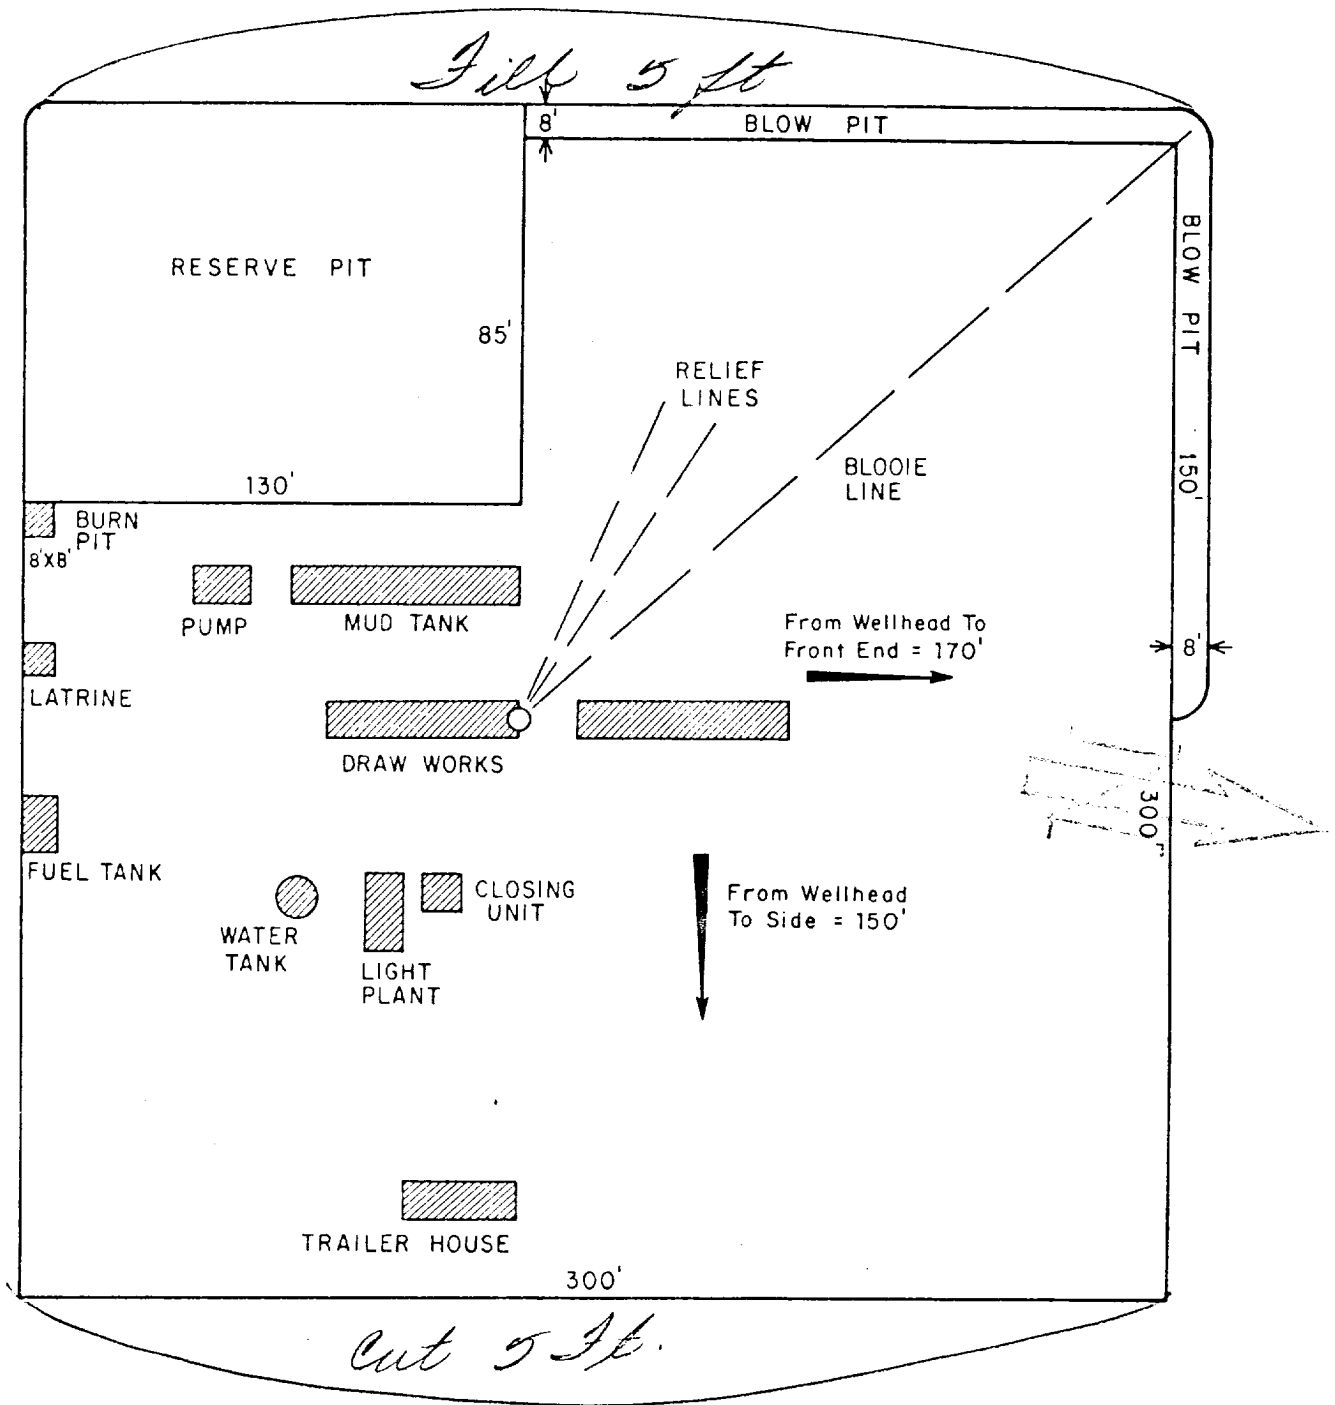 Fill 5 ft
8'
BLOW PIT
BLOW PIT
RESERVE PIT
85'
RELIEF
LINES
BLOOIE
LINE
150'
130'
BURN
PIT
8'X8'
PUMP
MUD TANK
From Wellhead To
Front End = 170'
8'
LATRINE
DRAW WORKS
300'
FUEL TANK
CLOSING
UNIT
From Wellhead
To Side = 150'
WATER
TANK
LIGHT
PLANT
TRAILER HOUSE
300'
Cut 5 Ft.